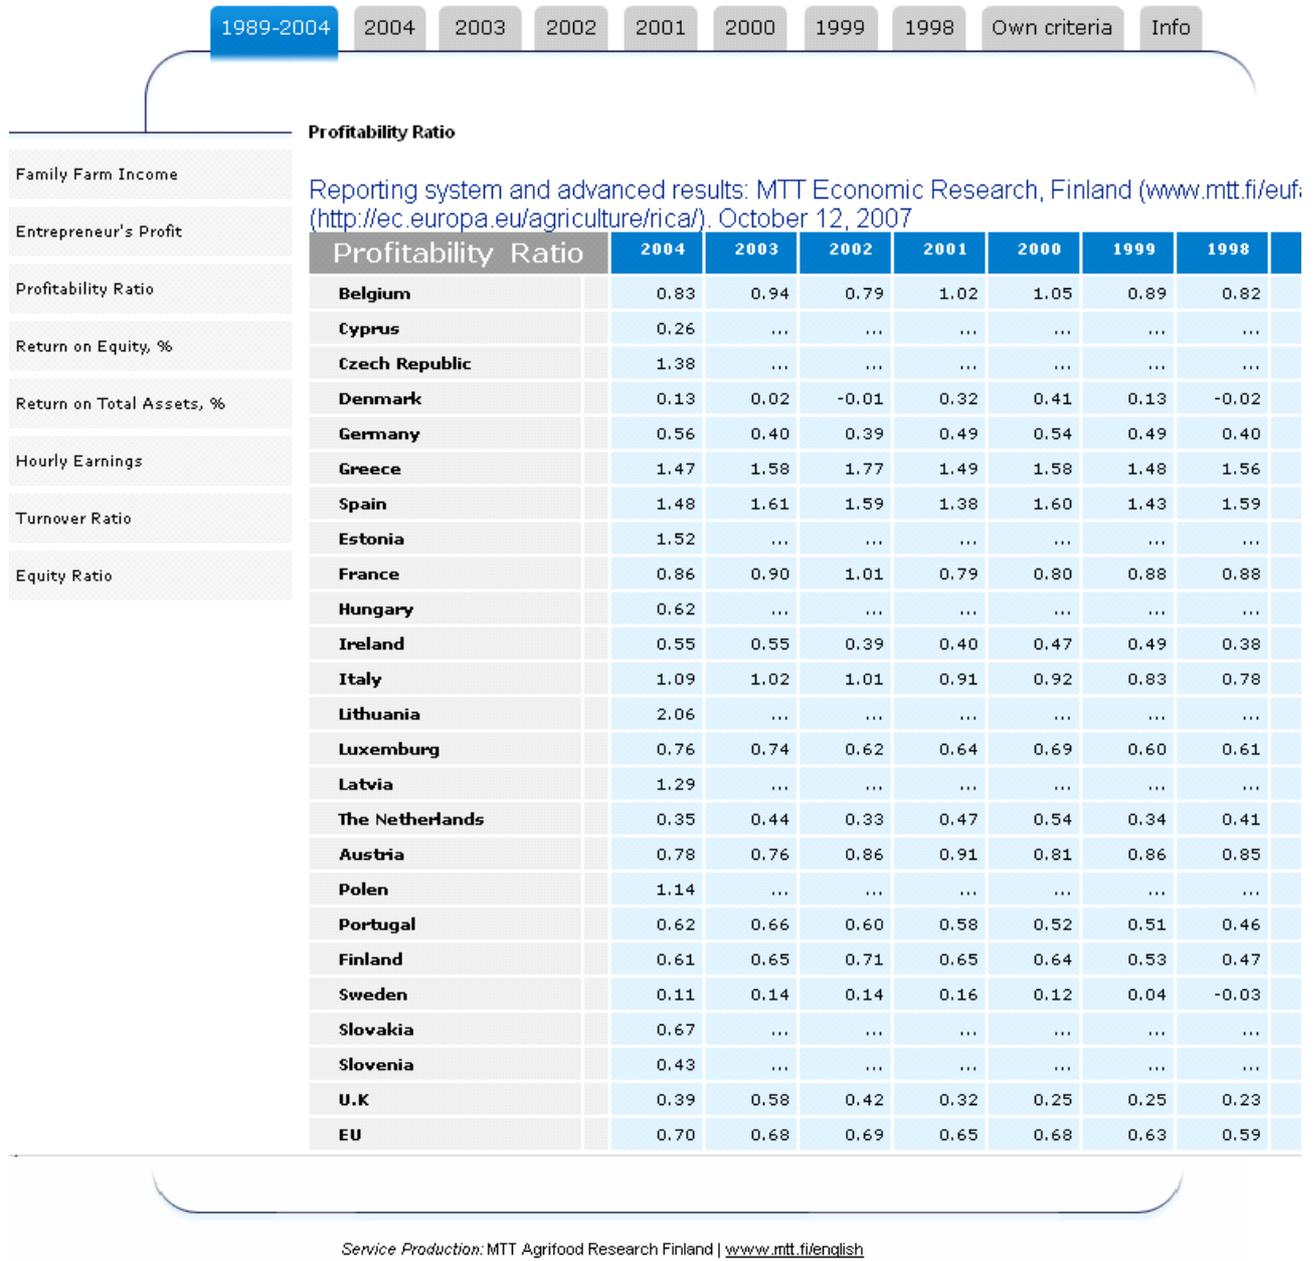 1989-2004 2004 2003 2002 2001 2000 1999 1998 Own criteria Info
Family Farm Income
Entrepreneur's Profit
Profitability Ratio
Return on Equity, %
Return on Total Assets, %
Hourly Earnings
Turnover Ratio
Equity Ratio
Profitability Ratio
Reporting system and advanced results: MTT Economic Research, Finland (www.mtt.fi/eufa
(http://ec.europa.eu/agriculture/rica/). October 12, 2007
Profitability Ratio 2004 2003 2002 2001 2000 1999 1998
Belgium 0.83 0.94 0.79 1.02 1.05 0.89 0.82
Cyprus 0.26 ... ... ... ... ... ...
Czech Republic 1.38 ... ... ... ... ... ...
Denmark 0.13 0.02 -0.01 0.32 0.41 0.13 -0.02
Germany 0.56 0.40 0.39 0.49 0.54 0.49 0.40
Greece 1.47 1.58 1.77 1.49 1.58 1.48 1.56
Spain 1.48 1.61 1.59 1.38 1.60 1.43 1.59
Estonia 1.52 ... ... ... ... ... ...
France 0.86 0.90 1.01 0.79 0.80 0.88 0.88
Hungary 0.62 ... ... ... ... ... ...
Ireland 0.55 0.55 0.39 0.40 0.47 0.49 0.38
Italy 1.09 1.02 1.01 0.91 0.92 0.83 0.78
Lithuania 2.06 ... ... ... ... ... ...
Luxemburg 0.76 0.74 0.62 0.64 0.69 0.60 0.61
Latvia 1.29 ... ... ... ... ... ...
The Netherlands 0.35 0.44 0.33 0.47 0.54 0.34 0.41
Austria 0.78 0.76 0.86 0.91 0.81 0.86 0.85
Polen 1.14 ... ... ... ... ... ...
Portugal 0.62 0.66 0.60 0.58 0.52 0.51 0.46
Finland 0.61 0.65 0.71 0.65 0.64 0.53 0.47
Sweden 0.11 0.14 0.14 0.16 0.12 0.04 -0.03
Slovakia 0.67 ... ... ... ... ... ...
Slovenia 0.43 ... ... ... ... ... ...
U.K 0.39 0.58 0.42 0.32 0.25 0.25 0.23
EU 0.70 0.68 0.69 0.65 0.68 0.63 0.59
Service Production: MTT Agrifood Research Finland | www.mtt.fi/english